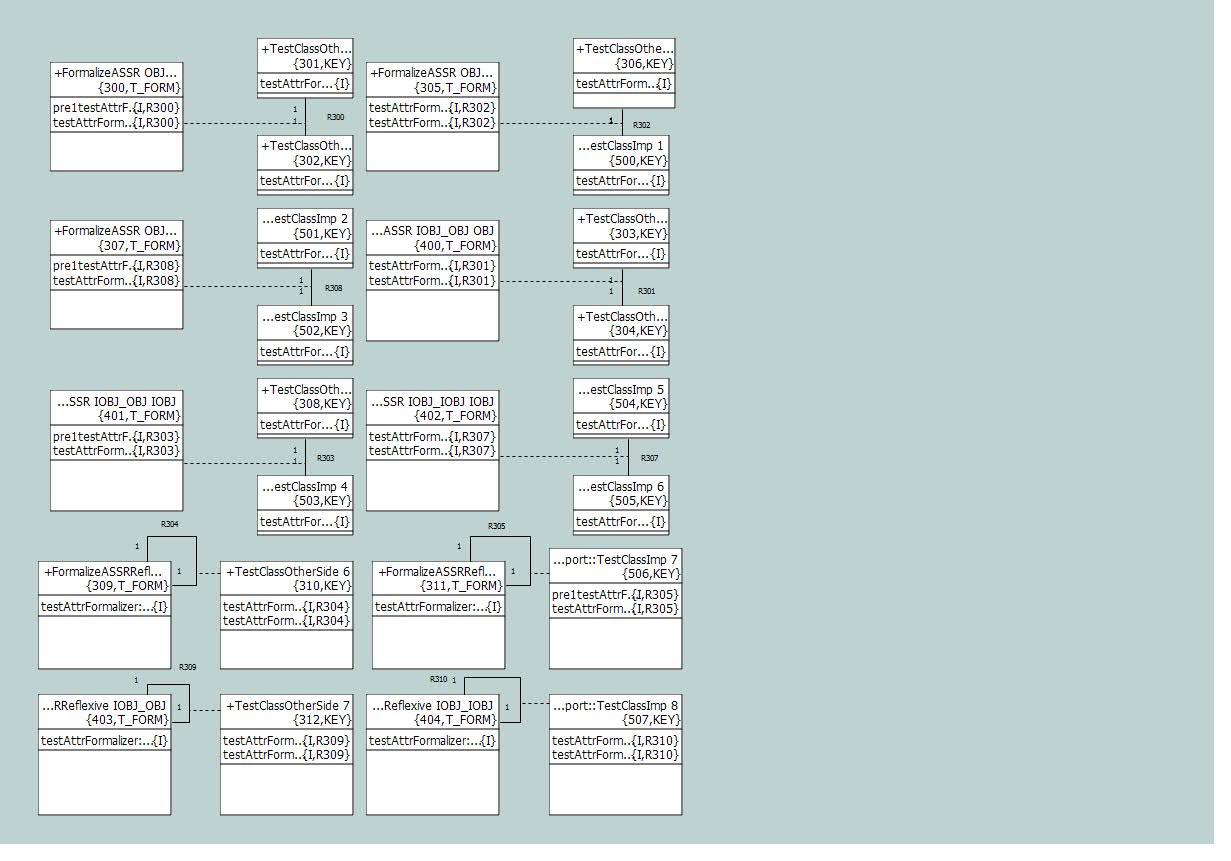 +FormalizeASSR OBJ...
{300,T_FORM}
pre1testAttrF..{I,R300}
testAttrForm..{I,R300}
+TestClassOth...
{301,KEY}
testAttrFor...{I}
1
1
R300
+TestClassOth...
{302,KEY}
testAttrFor...{I}
+FormalizeASSR OBJ...
{305,T_FORM}
testAttrForm..{I,R302}
testAttrForm..{I,R302}
+TestClassOthe...
{306,KEY}
testAttrForm...{I}
1
R302
...estClassImp 1
{500,KEY}
testAttrFor...{I}
+FormalizeASSR OBJ...
{307,T_FORM}
pre1testAttrF..{I,R308}
testAttrForm..{I,R308}
...estClassImp 2
{501,KEY}
testAttrFor...{I}
1
1
R308
...estClassImp 3
{502,KEY}
testAttrFor...{I}
...ASSR IOBJ_OBJ OBJ
{400,T_FORM}
testAttrForm..{I,R301}
testAttrForm..{I,R301}
+TestClassOth...
{303,KEY}
testAttrFor...{I}
1
1
R301
+TestClassOth...
{304,KEY}
testAttrFor...{I}
...SSR IOBJ_OBJ IOBJ
{401,T_FORM}
pre1testAttrF..{I,R303}
testAttrForm..{I,R303}
+TestClassOth...
{308,KEY}
testAttrFor...{I}
1
1
R303
...estClassImp 4
{503,KEY}
testAttrFor...{I}
...SSR IOBJ_IOBJ IOBJ
{402,T_FORM}
testAttrForm..{I,R307}
testAttrForm..{I,R307}
...estClassImp 5
{504,KEY}
testAttrFor...{I}
1
1
R307
...estClassImp 6
{505,KEY}
testAttrFor...{I}
R304
1
1
+FormalizeASSRRefl...
{309,T_FORM}
testAttrFormalizer:...{I}
+TestClassOtherSide 6
{310,KEY}
testAttrForm..{I,R304}
testAttrForm..{I,R304}
R305
1
1
+FormalizeASSRRefl...
{311,T_FORM}
testAttrFormalizer:...{I}
...port::TestClassImp 7
{506,KEY}
pre1testAttrF..{I,R305}
testAttrForm..{I,R305}
R309
1
1
...RReflexive IOBJ_OBJ
{403,T_FORM}
testAttrFormalizer:...{I}
+TestClassOtherSide 7
{312,KEY}
testAttrForm..{I,R309}
testAttrForm..{I,R309}
R310 1
1
...Reflexive IOBJ_IOBJ
{404,T_FORM}
testAttrFormalizer:...{I}
...port::TestClassImp 8
{507,KEY}
testAttrForm..{I,R310}
testAttrForm..{I,R310}